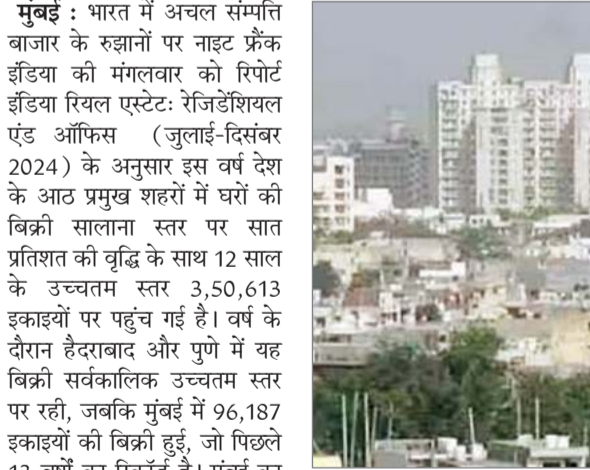 मुंबई : भारत में अचल सम्पत्ति
बाजार के रुझानों पर नाइट फ्रैंक
इंडिया की मंगलवार को रिपोर्ट
इंडिया रियल एस्टेटः रेजिडेंशियल
एंड ऑफिस (जुलाई-दिसंबर
2024) के अनुसार इस वर्ष देश
के आठ प्रमुख शहरों में घरों की
बिक्री सालाना स्तर पर सात
प्रतिशत की वृद्धि के साथ 12 साल
के उच्चतम स्तर 3,50,613
इकाइयों पर पहुंच गई है। वर्ष के
दौरान हैदराबाद और पुणे में यह
बिक्री सर्वकालिक उच्चतम स्तर
पर रही, जबकि मुंबई में 96,187
इकाइयों की बिक्री हुई, जो पिछले